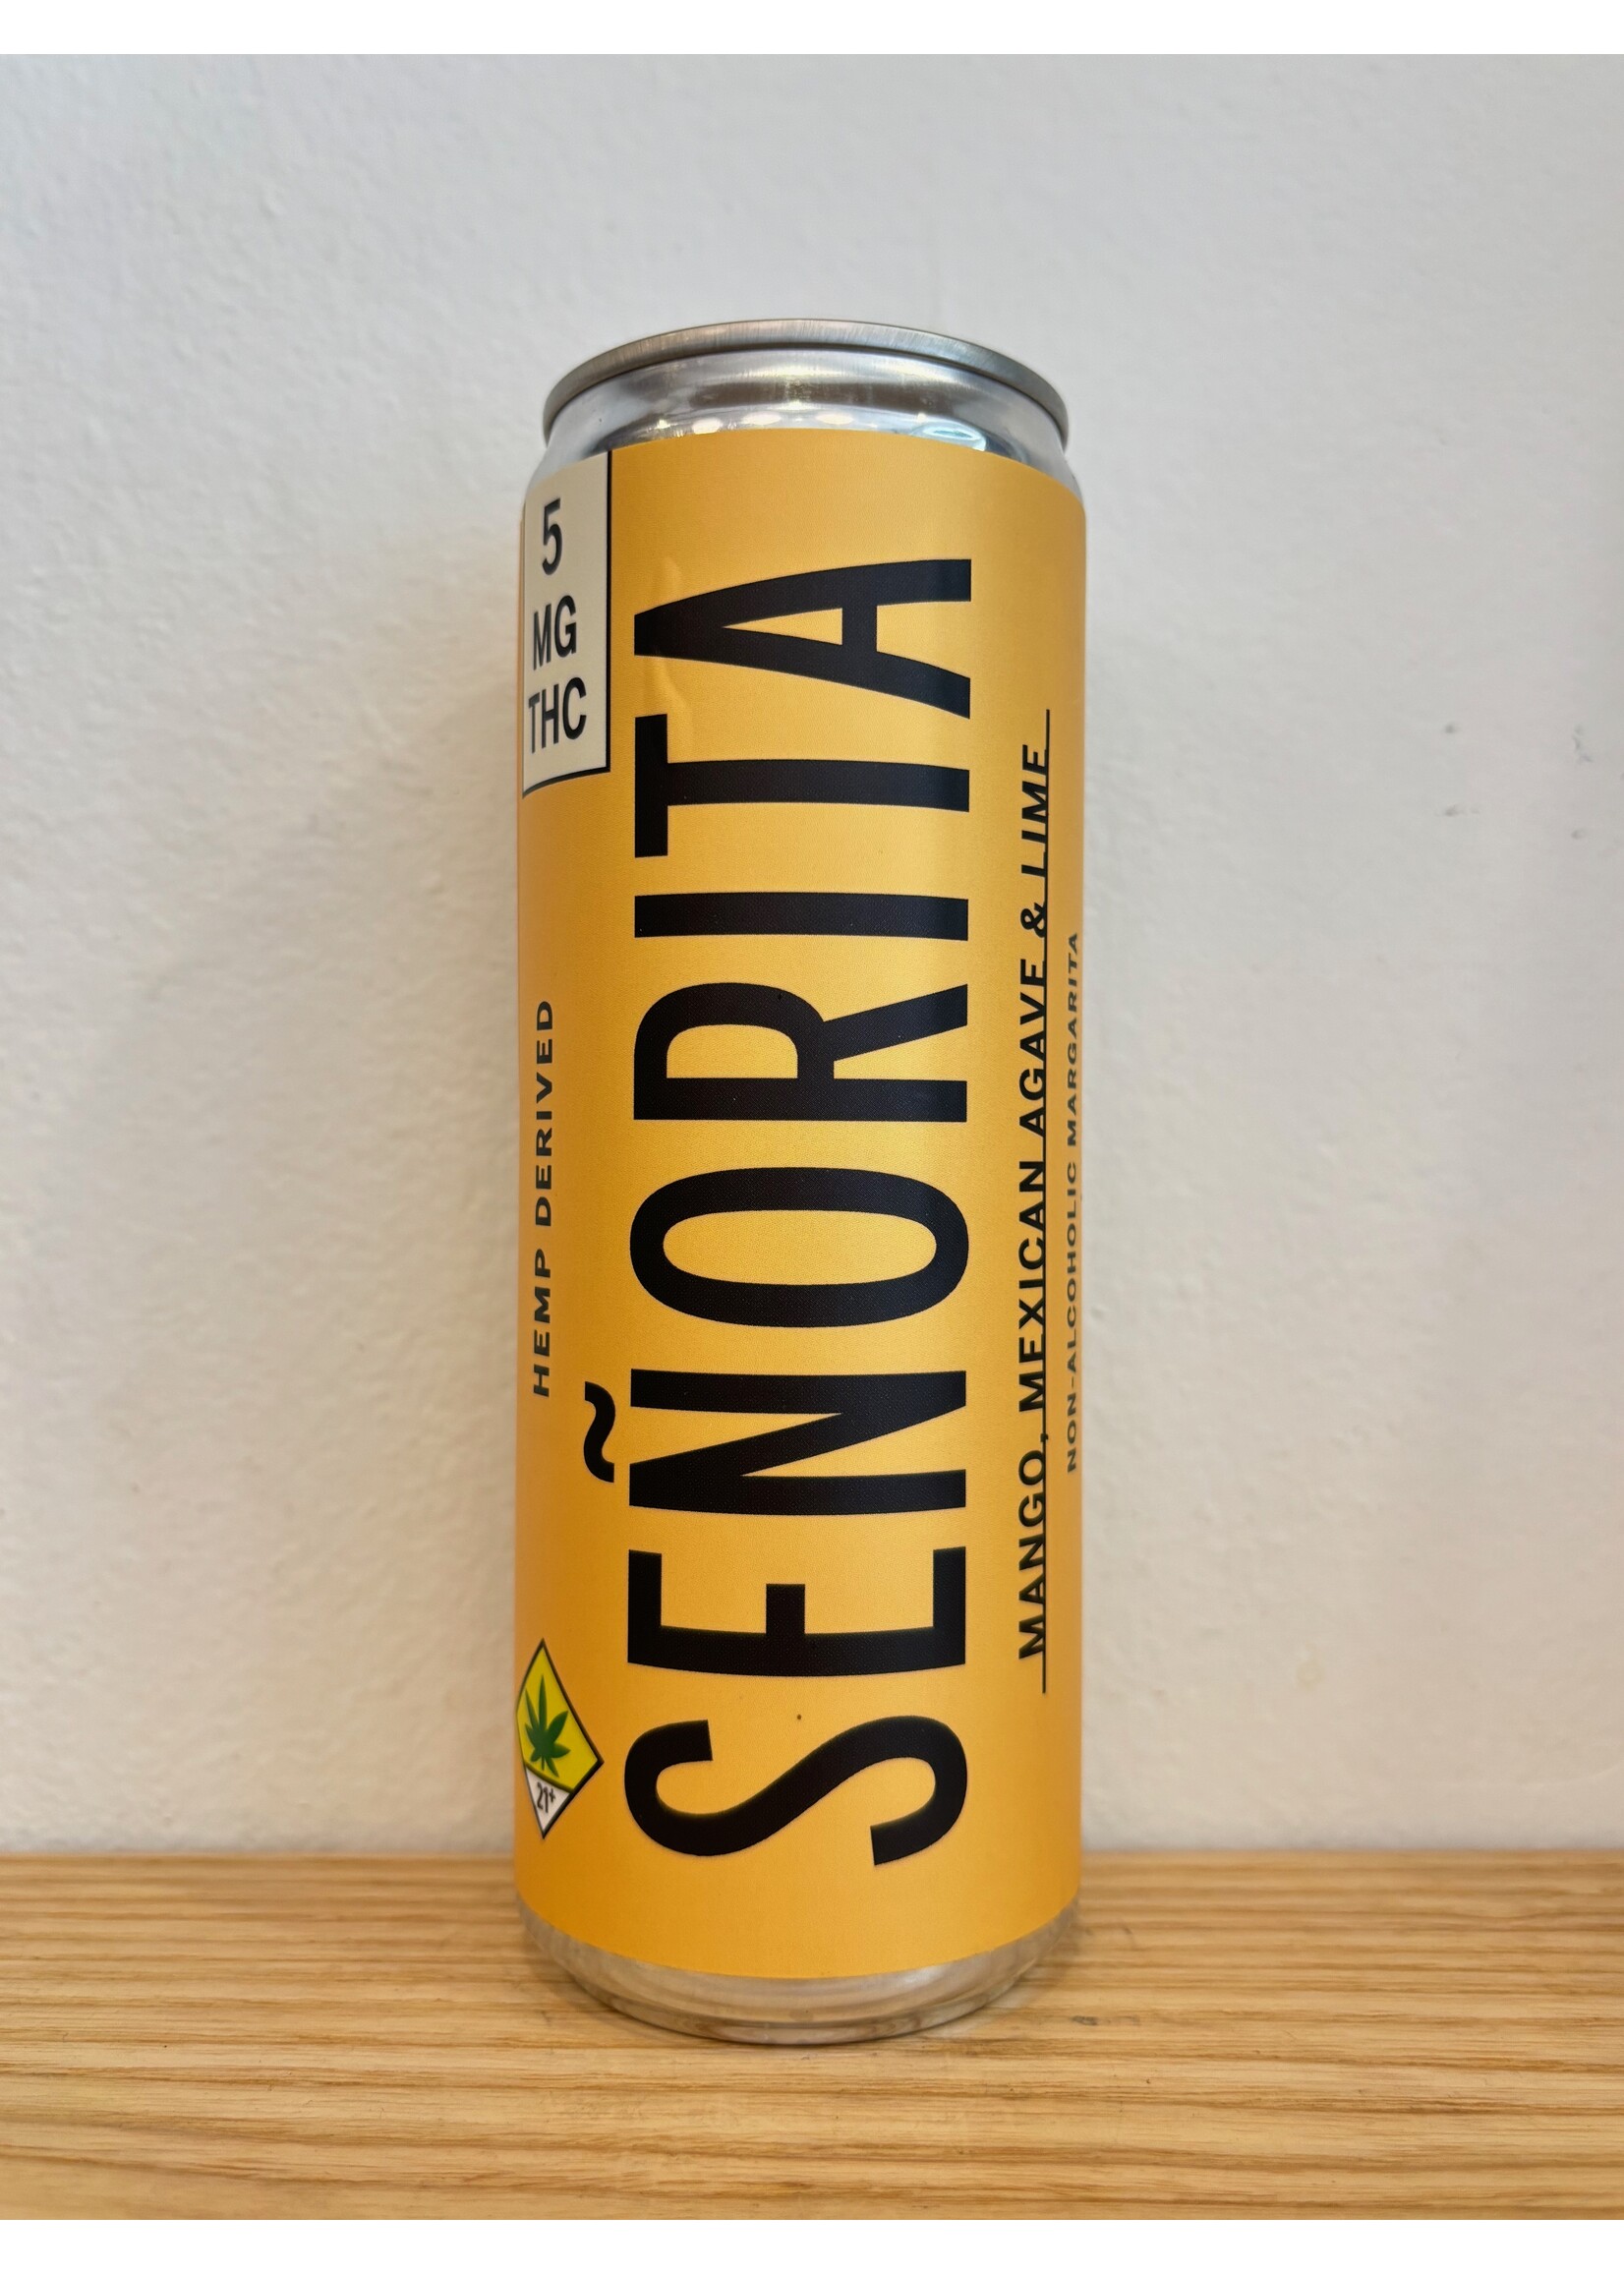 5
MG
THC
HEMP DERIVED
SEÑORITA
MANGO, MEXICAN AGAVE & LIME
NON-ALCOHOLIC MARGARITA
21+